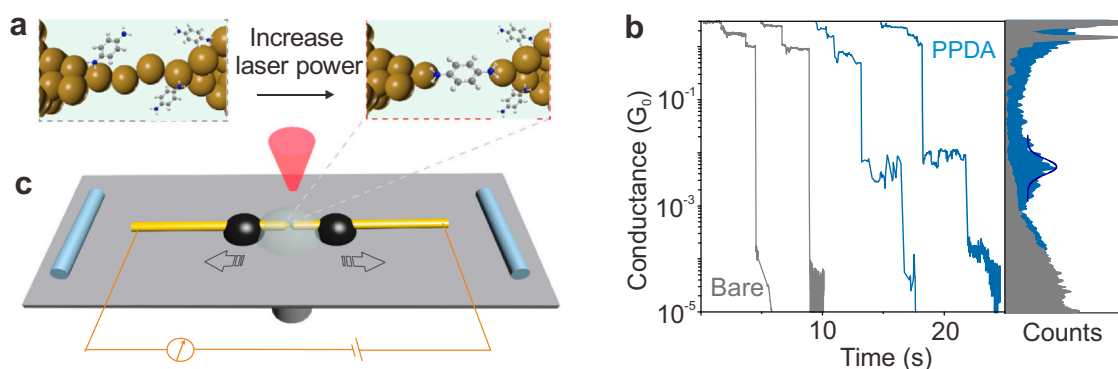 a
Increase
laser power
c
b
Conductance (G₀)
10⁻¹
10⁻³
10⁻⁵
PPDA
Bare
10
20
Time (s)
Counts